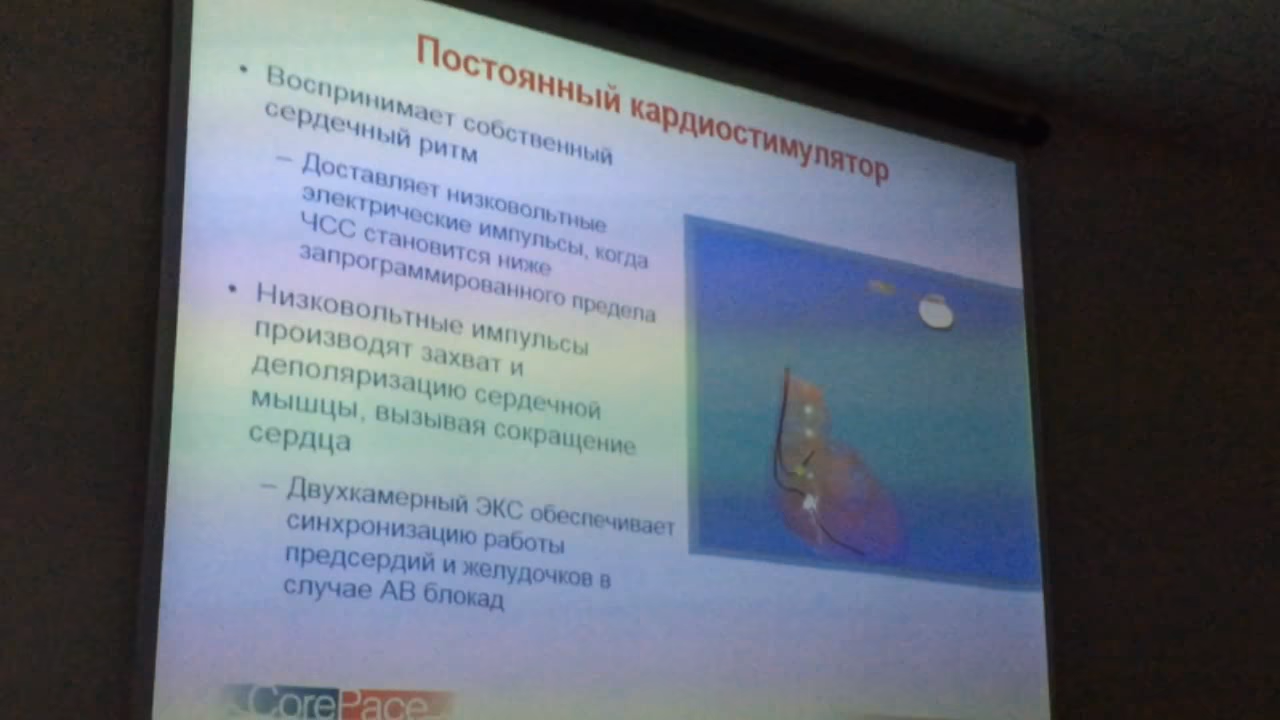 Постоянный кардиостимулятор
• Воспринимает собственный
сердечный ритм
– Доставляет низковольтные
электрические импульсы, когда
ЧСС становится ниже
запрограммированного предела
• Низковольтные импульсы
производят захват и
деполяризацию сердечной
мышцы, вызывая сокращение
сердца
– Двухкамерный ЭКС обеспечивает
синхронизацию работы
предсердий и желудочков в
случае АВ блокад
CorePace